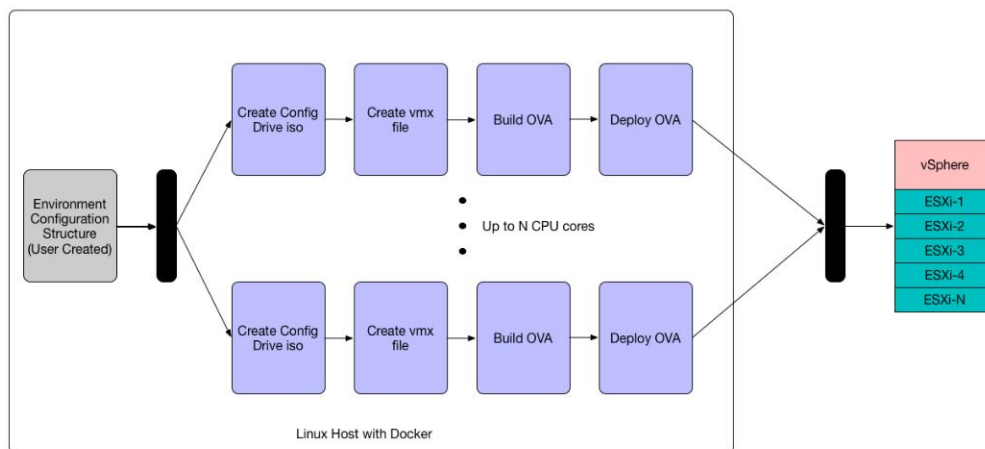 Environment
Configuration
Structure
(User Created)
Create Config
Drive iso
Create vmx
file
Build OVA
Deploy OVA
Up to N CPU cores
Create Config
Drive iso
Create vmx
file
Build OVA
Deploy OVA
Linux Host with Docker
vSphere
ESXi-1
ESXi-2
ESXi-3
ESXi-4
ESXi-N